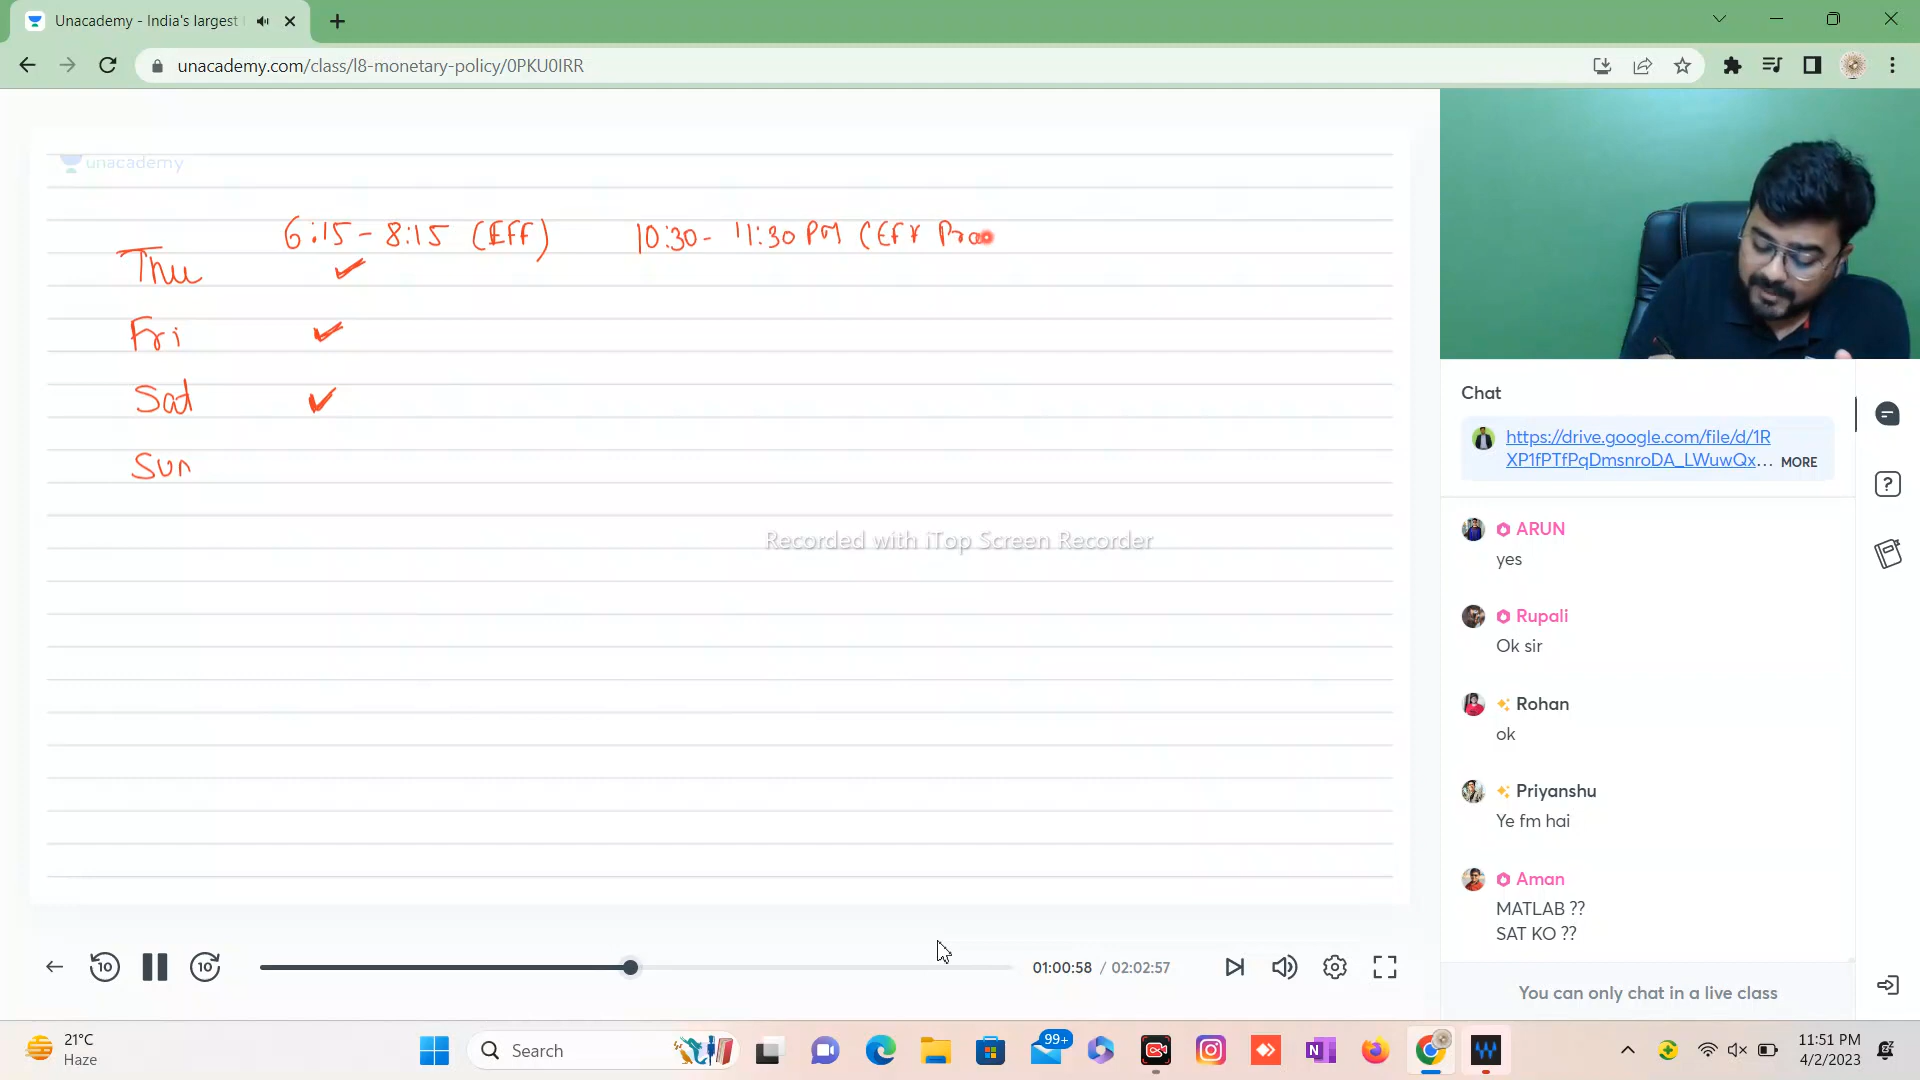 Unacademy - India's largest
unacademy.com/class/l8-monetary-policy/0PKU0IRR
unacademy
6:15 - 8:15 (EFF)
10:30 - 11:30 PM (EFF
Thu
Fri
Sat
Sun
Recorded with iTop Screen Recorder
10
10
01:00:58 / 02:02:57
Chat
https://drive.google.com/file/d/1R
XP1fPTfPqDmsnroDA_LWuwQx... MORE
ARUN
yes
Rupali
Ok sir
Rohan
ok
Priyanshu
Ye fm hai
Aman
MATLAB ??
SAT KO ??
You can only chat in a live class
21°C
Haze
Search
99+
11:51 PM
4/2/2023